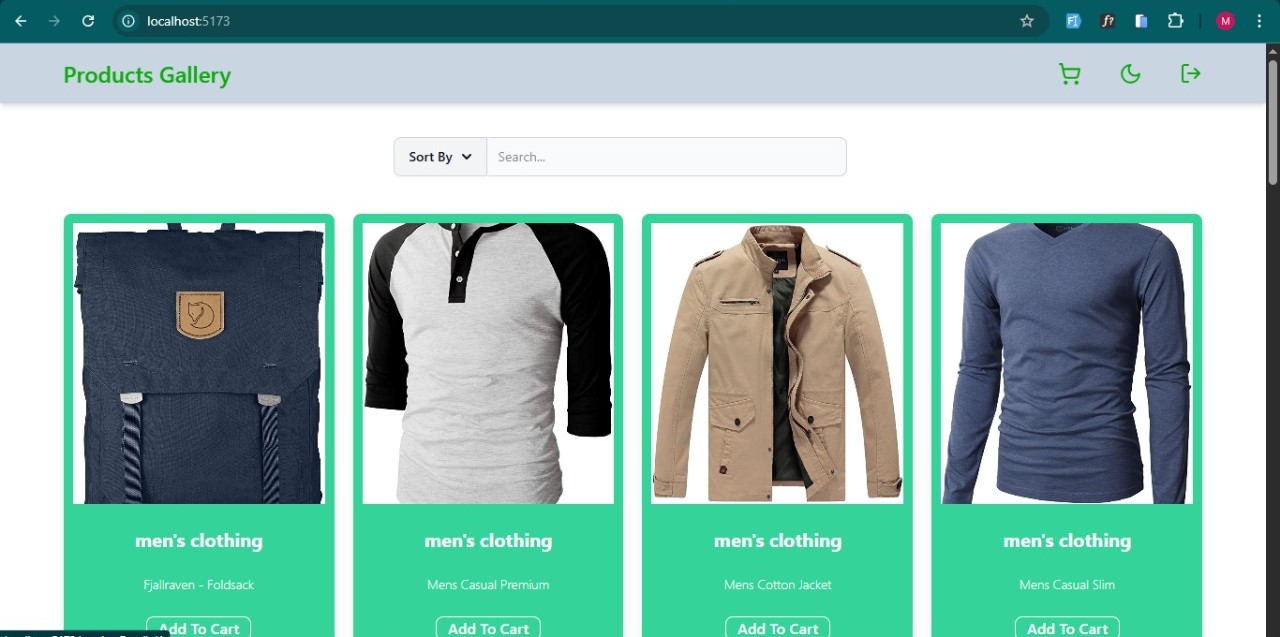 localhost:5173
M
Products Gallery
Sort By
Search...
men's clothing
Fjallraven - Foldsack
Add To Cart
men's clothing
Mens Casual Premium
Add To Cart
men's clothing
Mens Cotton Jacket
Add To Cart
men's clothing
Mens Casual Slim
Add To Cart